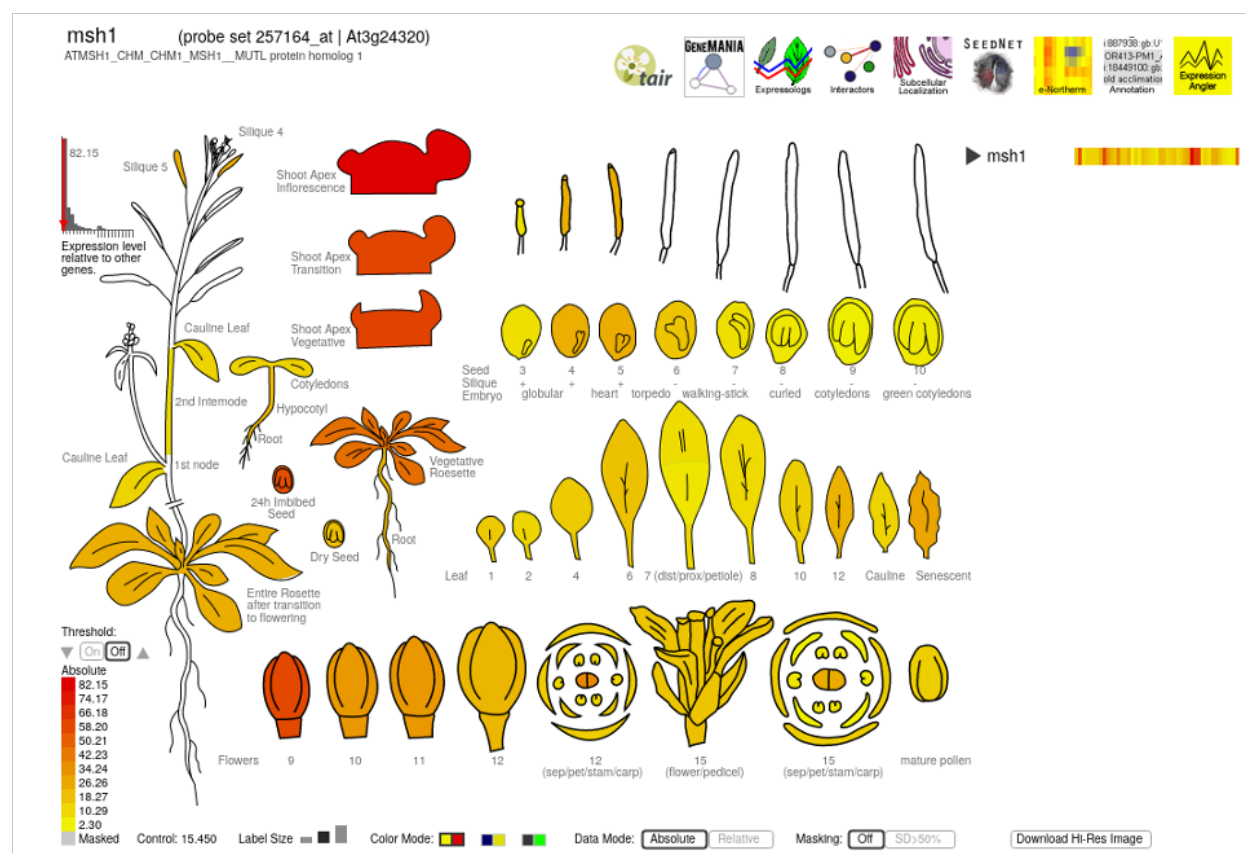 msh1 (probe set 257164_at | At3g24320)
ATMSH1_CHM_CHM1_MSH1__MUTL protein homolog 1
tair
GENEMANIA
Expressologs
Interactors
Subcellular
Localization
SEEDNET
e-Northern
Annotation
Expression
Angler
82.15
Expression level
relative to other
genes.
Silique 4
Silique 5
Shoot Apex
Inflorescence
Shoot Apex
Transition
Shoot Apex
Vegetative
msh1
Cauline Leaf
2nd Internode
Cotyledons
Hypocotyl
Root
Cauline Leaf
1st node
24h Imbibed
Seed
Dry Seed
Vegetative
Roesette
Root
Entire Rosette
after transition
to flowering
Seed 3 4 5 6 7 8 9 10
Silique + + + - - - - -
Embryo globular heart torpedo walking-stick curled cotyledons green cotyledons
Leaf 1 2 4 6 7 (dist/prox/petiole) 8 10 12 Cauline Senescent
Flowers 9 10 11 12 12 15 15 mature pollen
(sep/pet/stam/carp) (flower/pedicel) (sep/pet/stam/carp)
Threshold:
On Off
Absolute
82.15
74.17
66.18
58.20
50.21
42.23
34.24
26.26
18.27
10.29
2.30
Masked Control: 15.450 Label Size Color Mode: Data Mode: Absolute Relative Masking: Off SD>50% Download Hi-Res Image